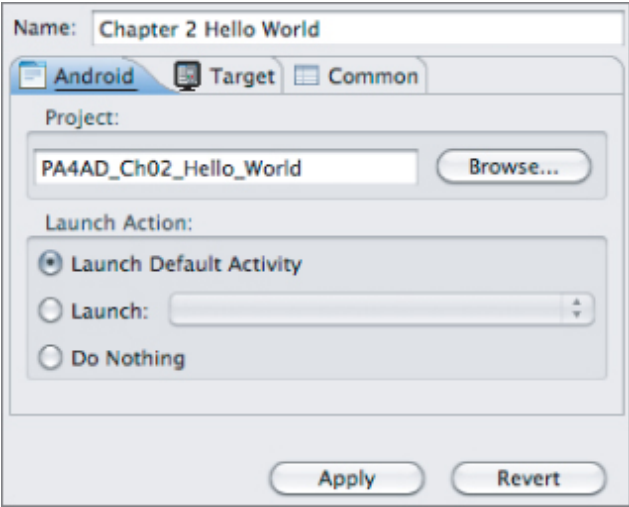 Name: Chapter 2 Hello World
Android Target Common
Project:
PA4AD_Ch02_Hello_World Browse...
Launch Action:
Launch Default Activity
Launch:
Do Nothing
Apply Revert